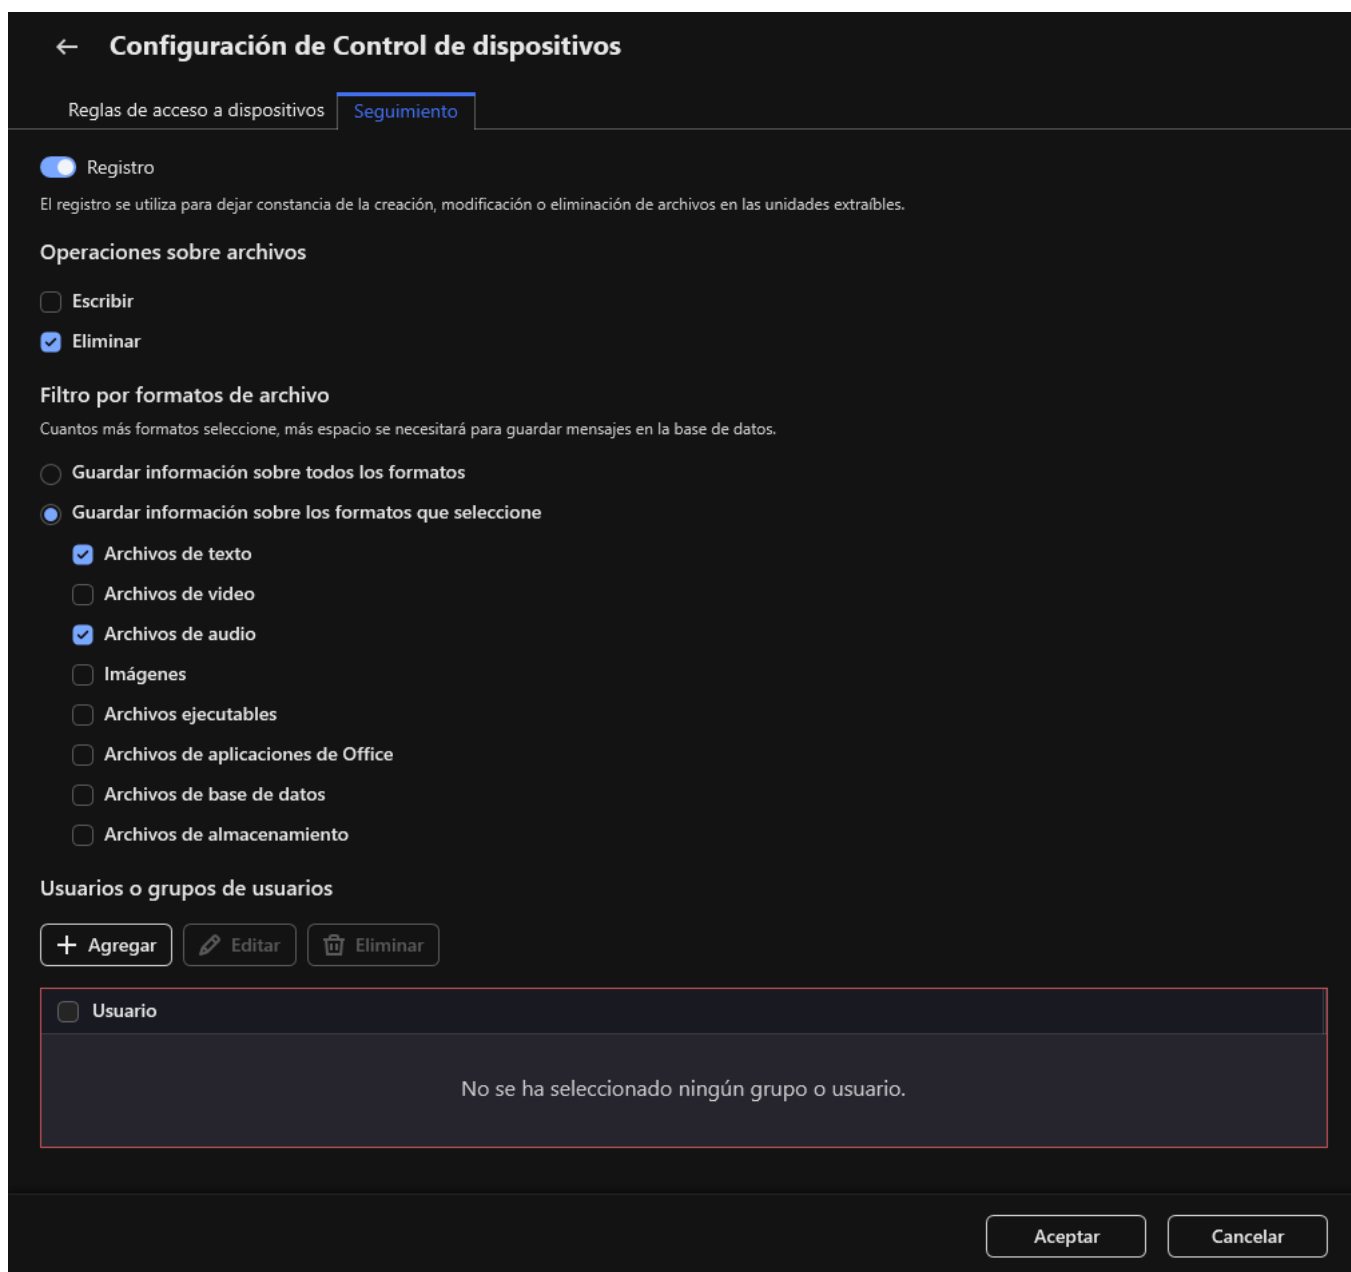 Configuración de Control de dispositivos
Reglas de acceso a dispositivos
Seguimiento
Registro
El registro se utiliza para dejar constancia de la creación, modificación o eliminación de archivos en las unidades extraíbles.
Operaciones sobre archivos
Escribir
Eliminar
Filtro por formatos de archivo
Cuantos más formatos seleccione, más espacio se necesitará para guardar mensajes en la base de datos.
Guardar información sobre todos los formatos
Guardar información sobre los formatos que seleccione
Archivos de texto
Archivos de video
Archivos de audio
Imágenes
Archivos ejecutables
Archivos de aplicaciones de Office
Archivos de base de datos
Archivos de almacenamiento
Usuarios o grupos de usuarios
Agregar
Editar
Eliminar
Usuario
No se ha seleccionado ningún grupo o usuario.
Aceptar
Cancelar